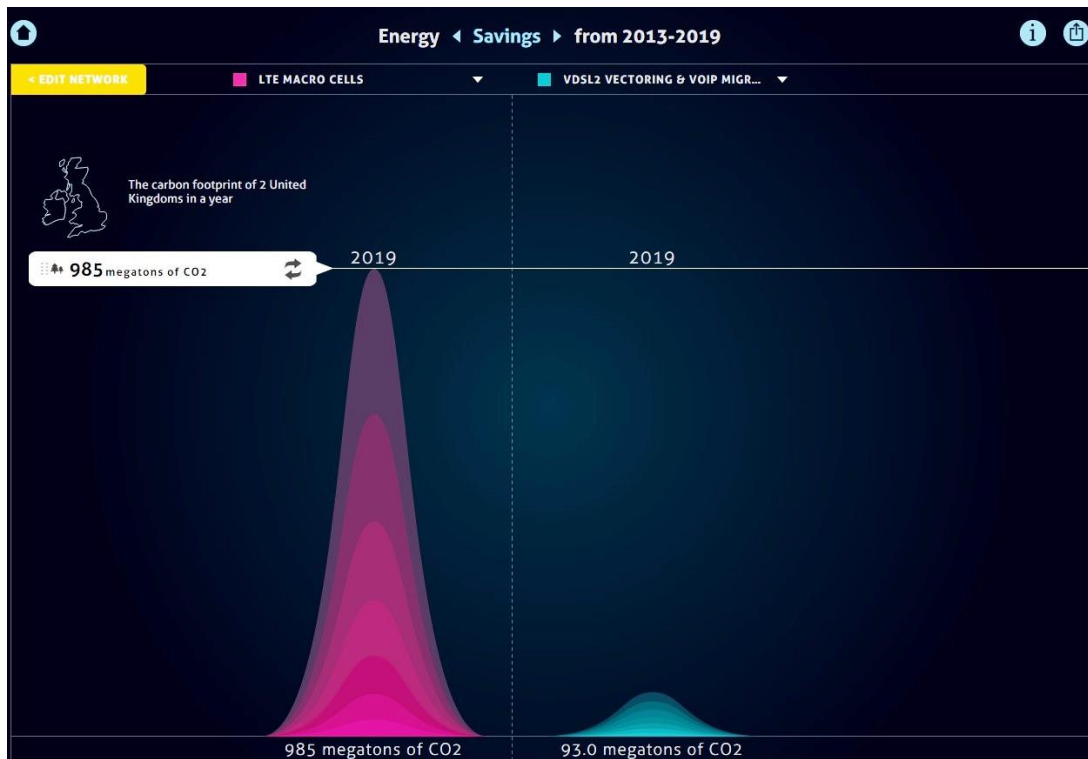 Energy Savings from 2013-2019
i
< EDIT NETWORK
LTE MACRO CELLS
VDSL2 VECTORING & VOIP MIGR...
The carbon footprint of 2 United
Kingdoms in a year
985 megatons of CO2
2019
2019
985 megatons of CO2
93.0 megatons of CO2